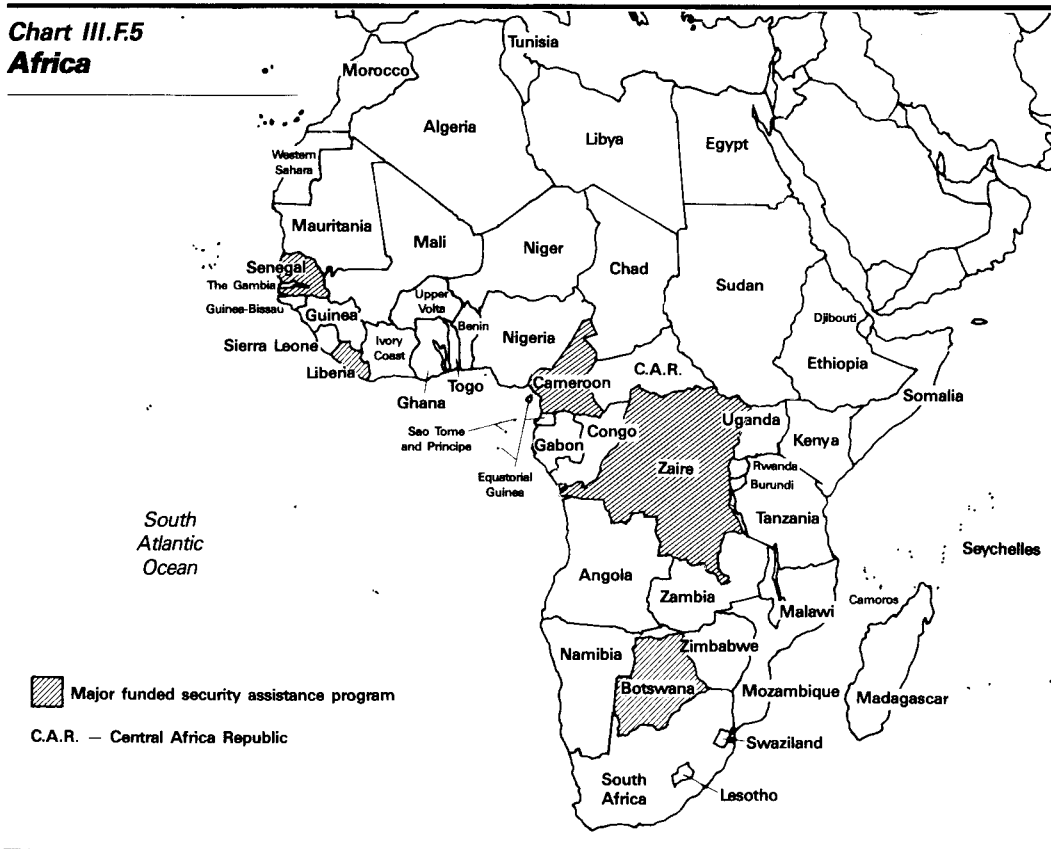 Chart III.F.5
Africa
Tunisia
Morocco
Algeria
Libya
Egypt
Western
Sahara
Mauritania
Mali
Niger
Chad
Sudan
Senegal
The Gambia
Guinea-Bissau
Guinea
Upper
Volta
Benin
Nigeria
Djibouti
Ethiopia
Sierra Leone
Ivory
Coast
Liberia
Ghana
Togo
Cameroon
C.A.R.
Somalia
Sao Tome
and Principe
Gabon
Congo
Uganda
Kenya
Equatorial
Guinea
Zaire
Rwanda
Burundi
Tanzania
South
Atlantic
Ocean
Seychelles
Angola
Zambia
Malawi
Camoros
Namibia
Zimbabwe
Botswana
Mozambique
Madagascar
Major funded security assistance program
C.A.R. — Central Africa Republic
Swaziland
South
Africa
Lesotho